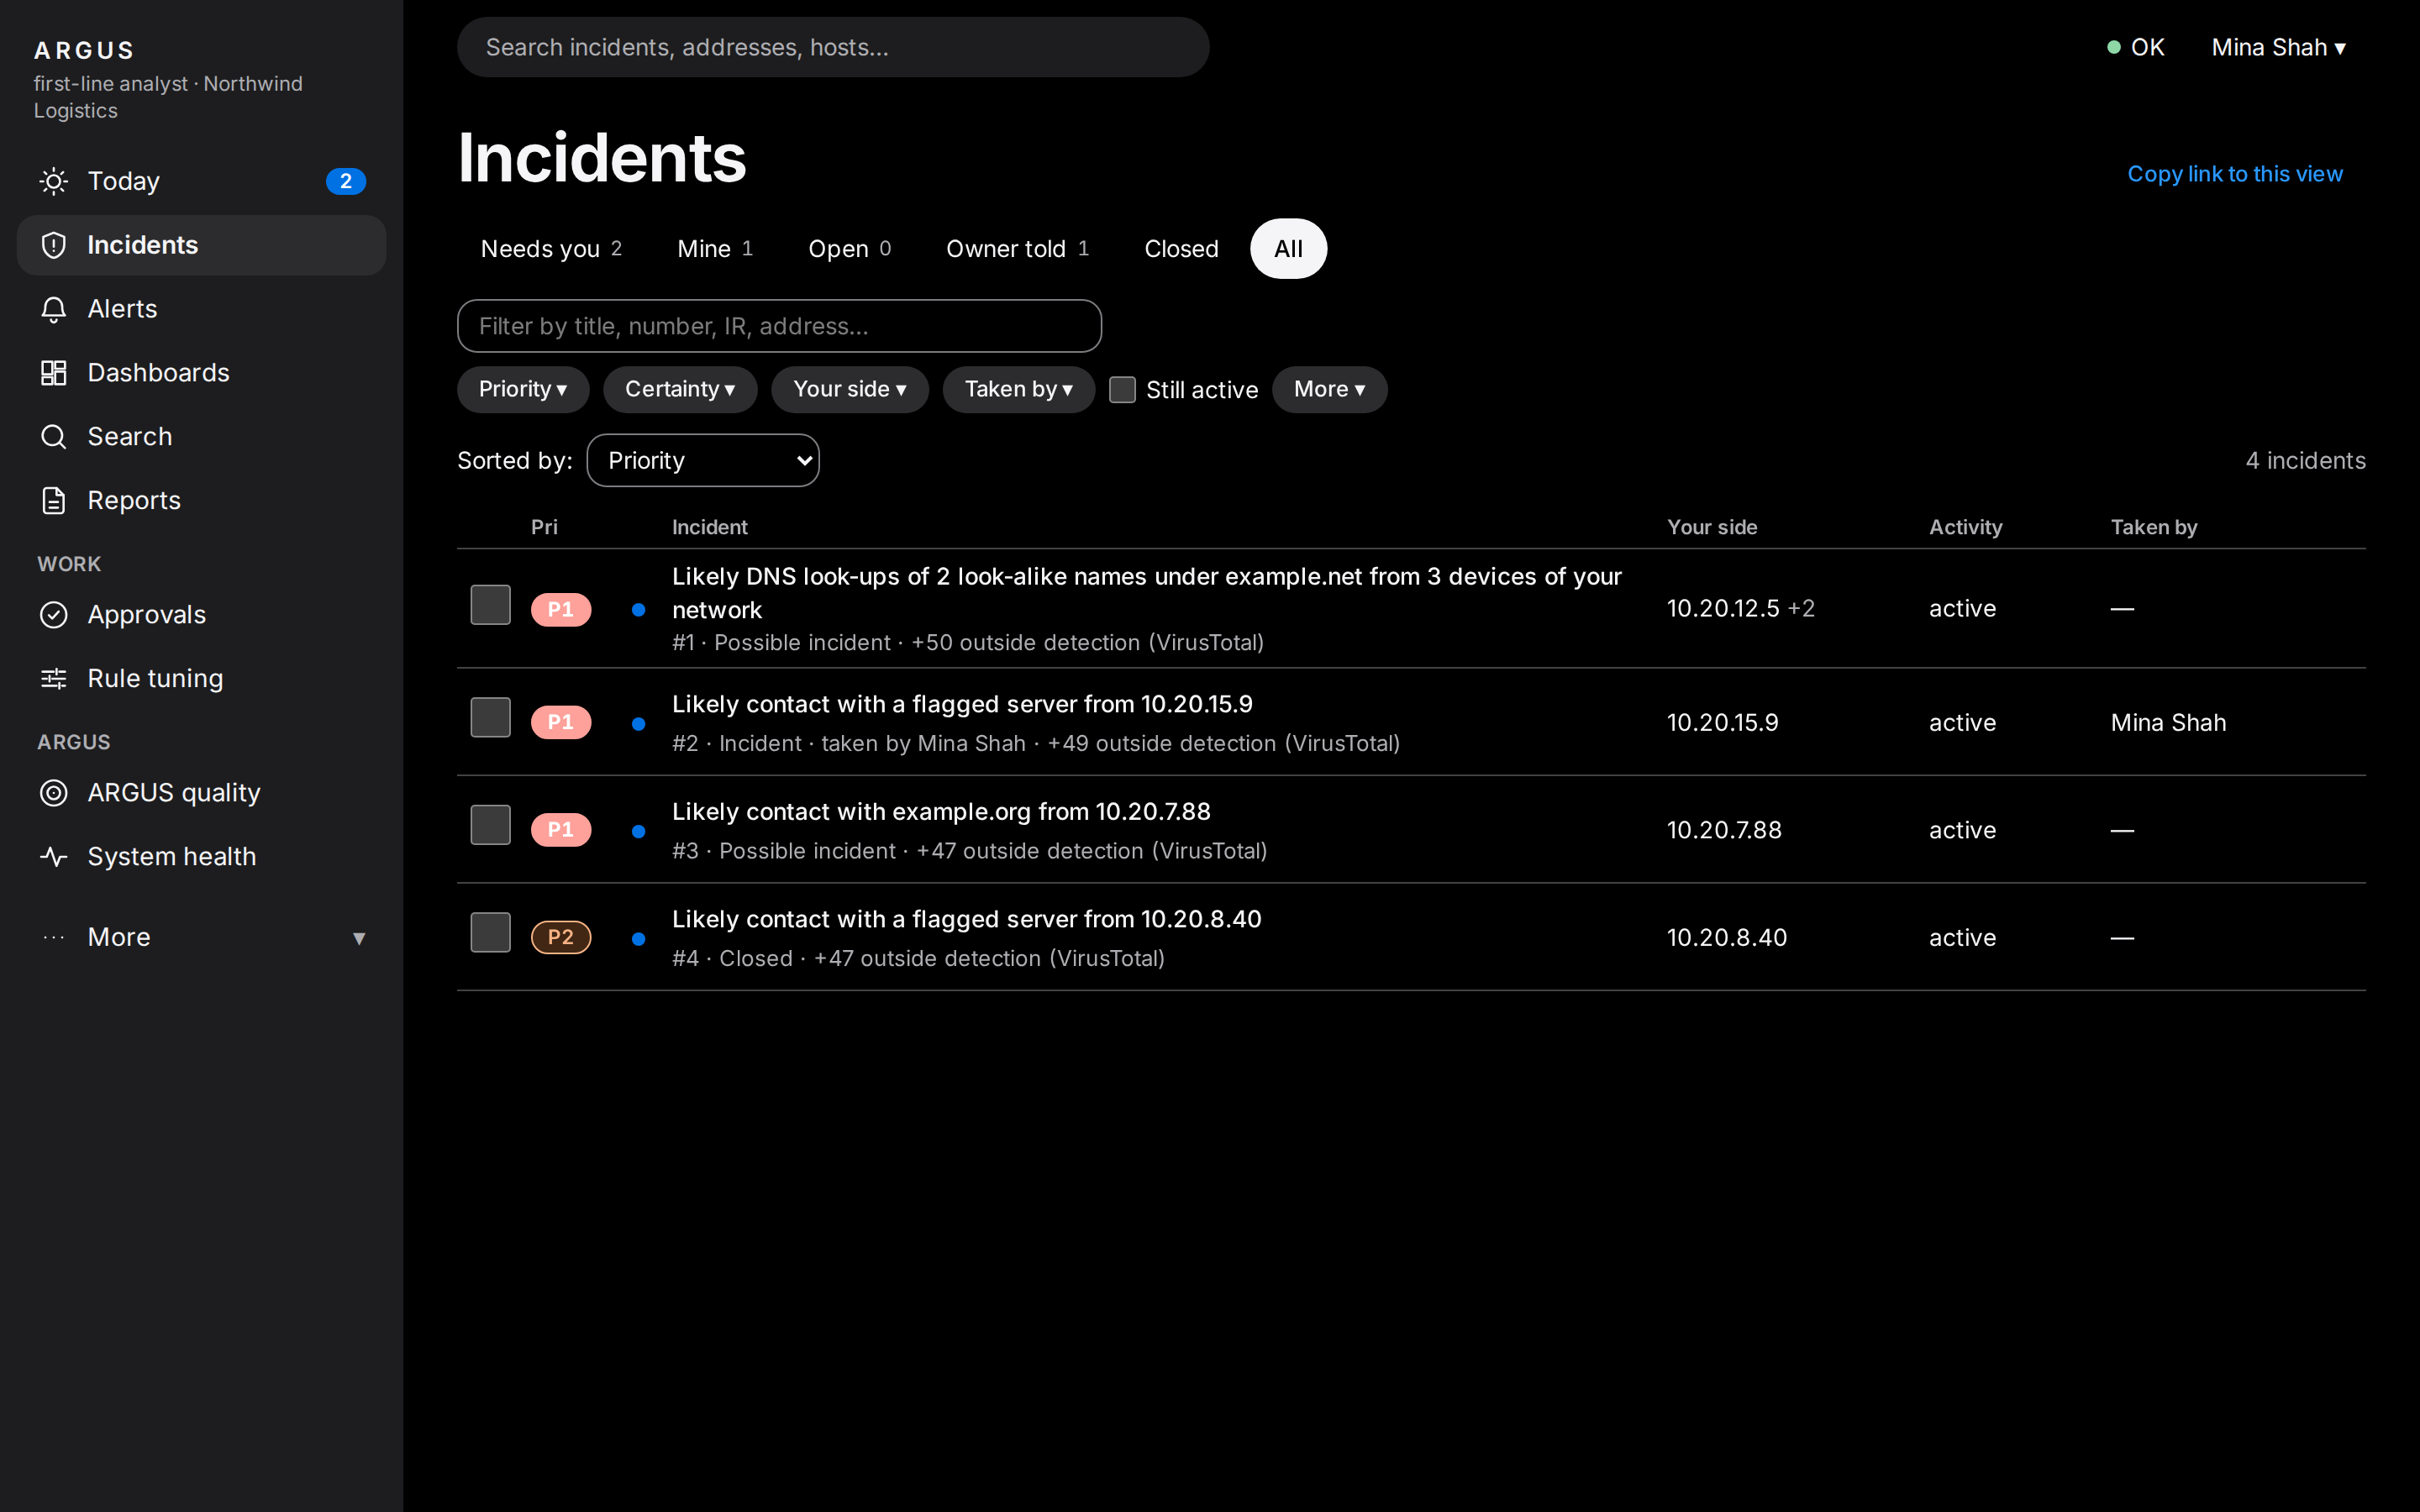 ARGUS
first-line analyst · Northwind
Logistics
Today 2
Incidents
Alerts
Dashboards
Search
Reports
WORK
Approvals
Rule tuning
ARGUS
ARGUS quality
System health
··· More ▾
Search incidents, addresses, hosts...
OK
Mina Shah ▾
Incidents
Copy link to this view
Needs you 2 Mine 1 Open 0 Owner told 1 Closed All
Filter by title, number, IR, address...
Priority ▾ Certainty ▾ Your side ▾ Taken by ▾ Still active More ▾
Sorted by: Priority 4 incidents
Pri Incident Your side Activity Taken by
Likely DNS look-ups of 2 look-alike names under example.net from 3 devices of your
network
#1 · Possible incident · +50 outside detection (VirusTotal)
P1 10.20.12.5 +2 active —
Likely contact with a flagged server from 10.20.15.9
#2 · Incident · taken by Mina Shah · +49 outside detection (VirusTotal)
P1 10.20.15.9 active Mina Shah
Likely contact with example.org from 10.20.7.88
#3 · Possible incident · +47 outside detection (VirusTotal)
P1 10.20.7.88 active —
Likely contact with a flagged server from 10.20.8.40
#4 · Closed · +47 outside detection (VirusTotal)
P2 10.20.8.40 active —